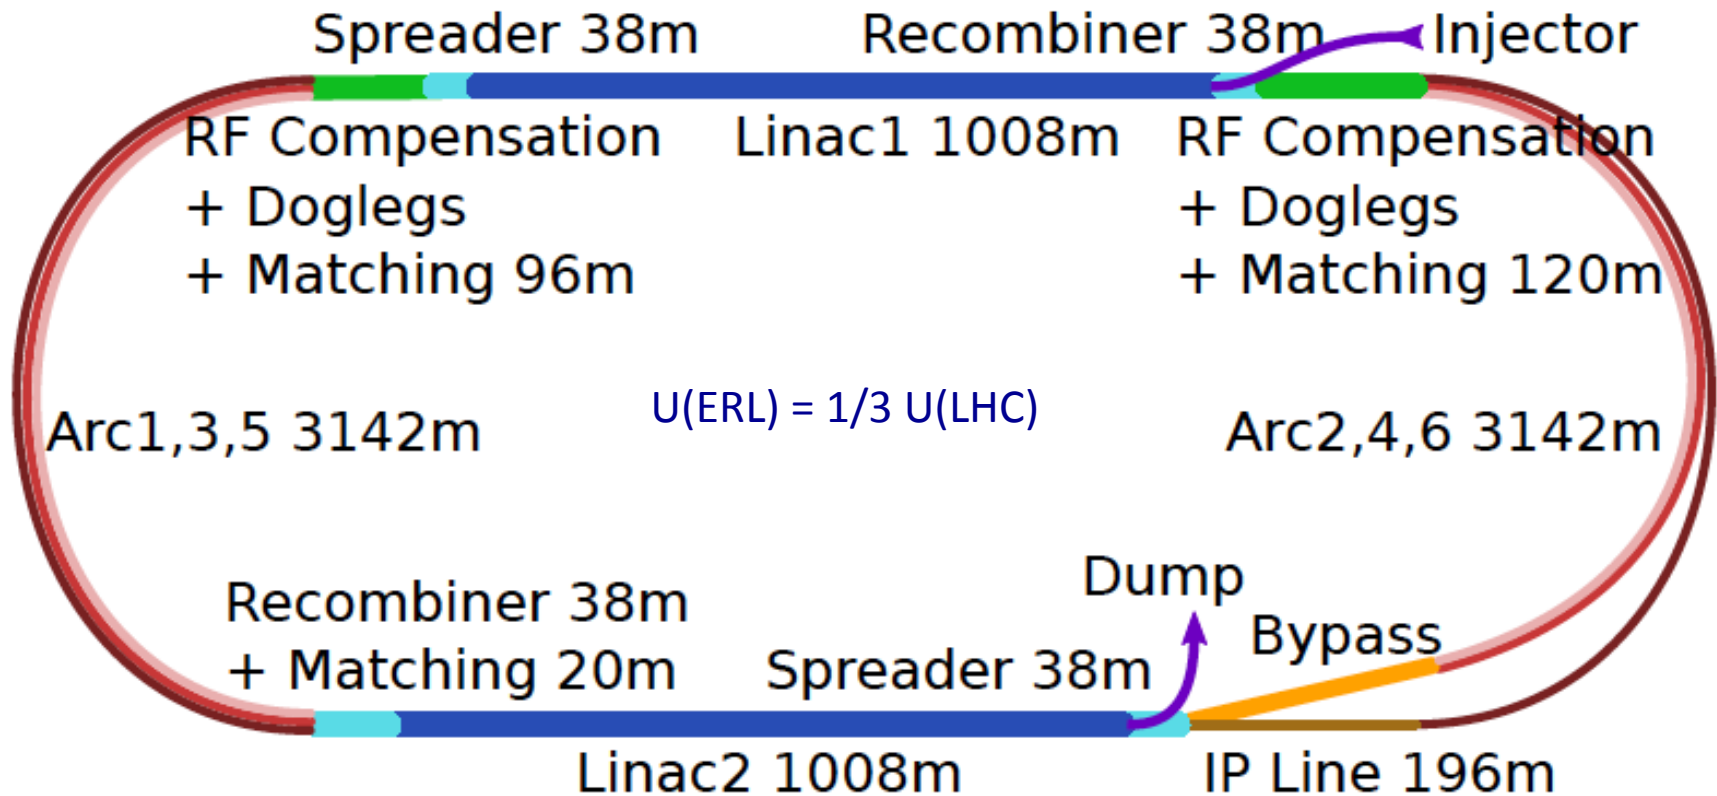 Spreader 38m
Recombiner 38m
Injector
RF Compensation
+ Doglegs
+ Matching 96m
Linac1 1008m
RF Compensation
+ Doglegs
+ Matching 120m
U(ERL) = 1/3 U(LHC)
Arc1,3,5 3142m
Arc2,4,6 3142m
Recombiner 38m
+ Matching 20m
Spreader 38m
Dump
Bypass
Linac2 1008m
IP Line 196m